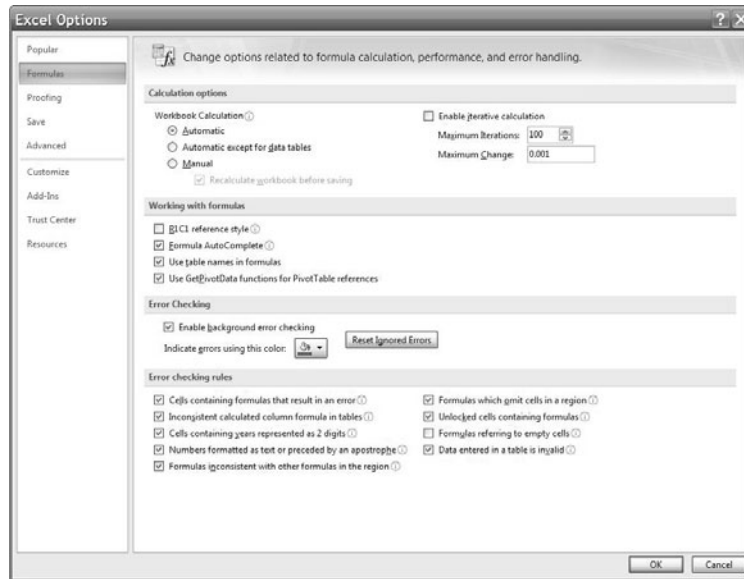 Excel Options
Popular
Formulas
Proofing
Save
Advanced
Customize
Add-Ins
Trust Center
Resources
Change options related to formula calculation, performance, and error handling.
Calculation options
Workbook Calculation
Automatic
Automatic except for data tables
Manual
Recalculate workbook before saving
Enable iterative calculation
Maximum Iterations: 100
Maximum Change: 0.001
Working with formulas
R1C1 reference style
Formula AutoComplete
Use table names in formulas
Use GetPivotData functions for PivotTable references
Error Checking
Enable background error checking
Indicate errors using this color:
Reset Ignored Errors
Error checking rules
Cells containing formulas that result in an error
Inconsistent calculated column formula in tables
Cells containing years represented as 2 digits
Numbers formatted as text or preceded by an apostrophe
Formulas inconsistent with other formulas in the region
Formulas which omit cells in a region
Unlocked cells containing formulas
Formulas referring to empty cells
Data entered in a table is invalid
OK
Cancel